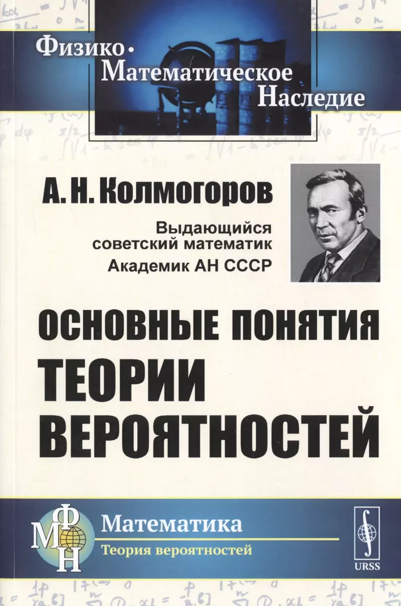 Физико-
Математическое
Наследие
А. Н. Колмогоров
Выдающийся
советский математик
Академик АН СССР
ОСНОВНЫЕ ПОНЯТИЯ
ТЕОРИИ
ВЕРОЯТНОСТЕЙ
ФМН
Математика
Теория вероятностей
URSS